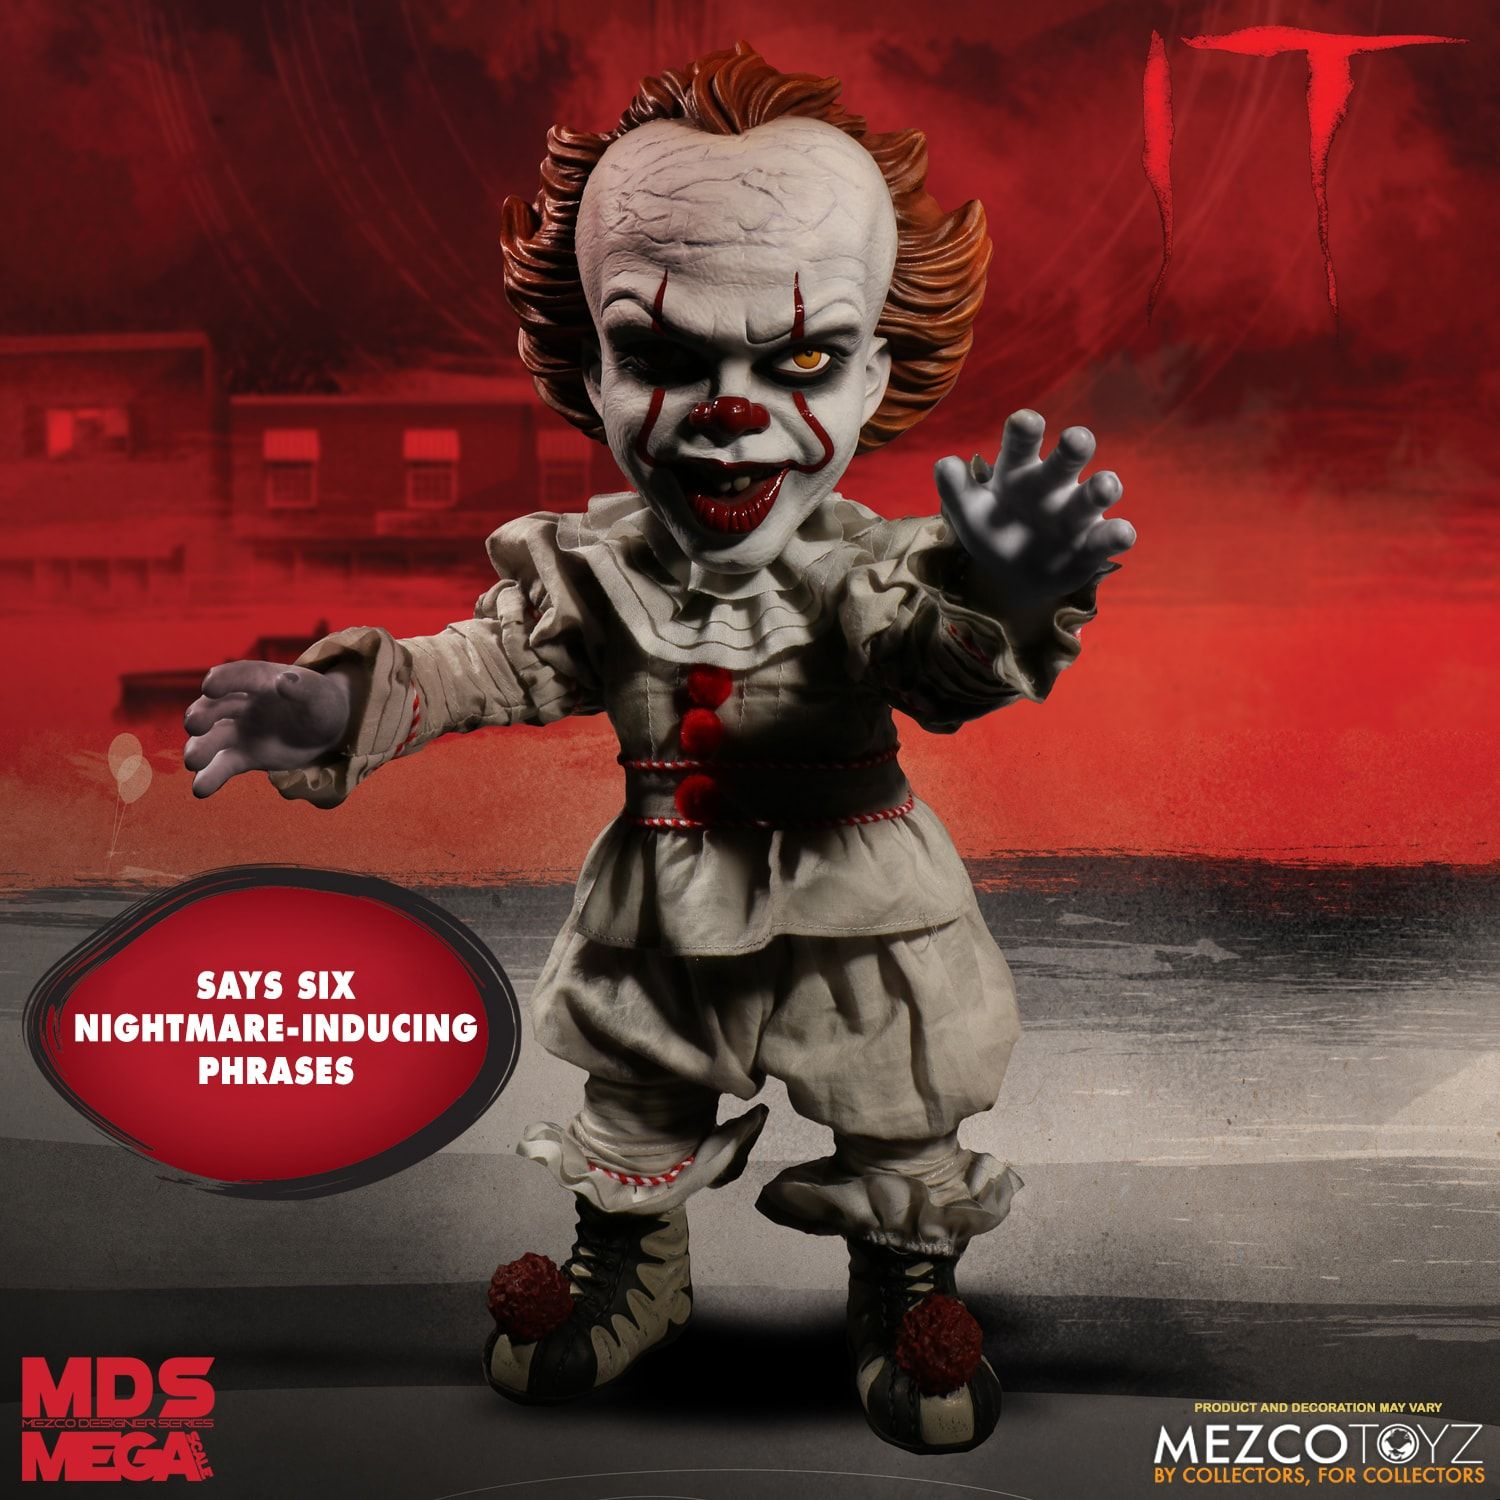 IT
SAYS SIX
NIGHTMARE-INDUCING
PHRASES
MDS
MEZCO DESIGNER SERIES
MEGA SCALE
PRODUCT AND DECORATION MAY VARY
MEZCOTOYZ
BY COLLECTORS, FOR COLLECTORS